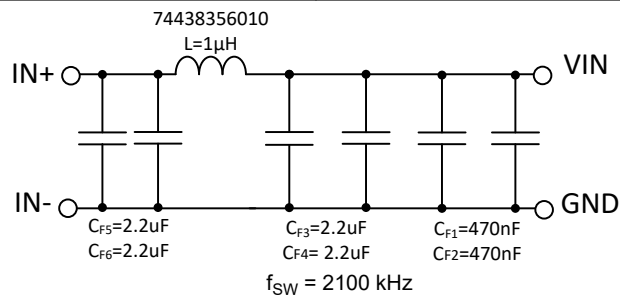 74438356010
L=1µH
IN+
VIN
IN-
GND
CF5=2.2uF
CF6=2.2uF
CF3=2.2uF
CF4= 2.2uF
CF1=470nF
CF2=470nF
fSW = 2100 kHz